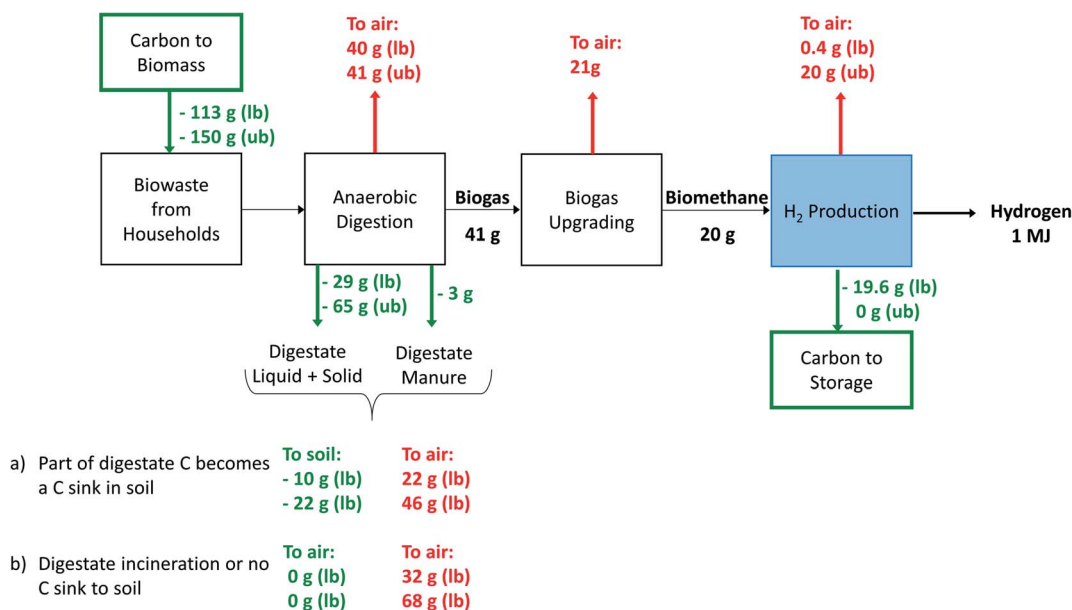 Carbon to
Biomass
- 113 g (lb)
- 150 g (ub)
Biowaste
from
Households
To air:
40 g (lb)
41 g (ub)
Anaerobic
Digestion
Biogas
41 g
- 29 g (lb)
- 65 g (ub)
- 3 g
Digestate
Liquid + Solid
Digestate
Manure
To air:
21g
Biogas
Upgrading
Biomethane
20 g
To air:
0.4 g (lb)
20 g (ub)
H₂ Production
Hydrogen
1 MJ
- 19.6 g (lb)
0 g (ub)
Carbon to
Storage
a) Part of digestate C becomes
a C sink in soil
To soil:
- 10 g (lb)
- 22 g (lb)
To air:
22 g (lb)
46 g (lb)
b) Digestate incineration or no
C sink to soil
To air:
0 g (lb)
0 g (lb)
To air:
32 g (lb)
68 g (lb)